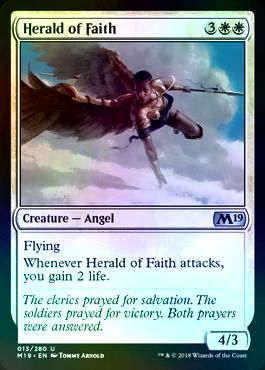 Herald of Faith 3
Creature — Angel M19
Flying
Whenever Herald of Faith attacks,
you gain 2 life.
The clerics prayed for salvation. The
soldiers prayed for victory. Both prayers
were answered.
4/3
013/280 U
M19 • EN TOMMY ARNOLD ™ & © 2018 Wizards of the Coast